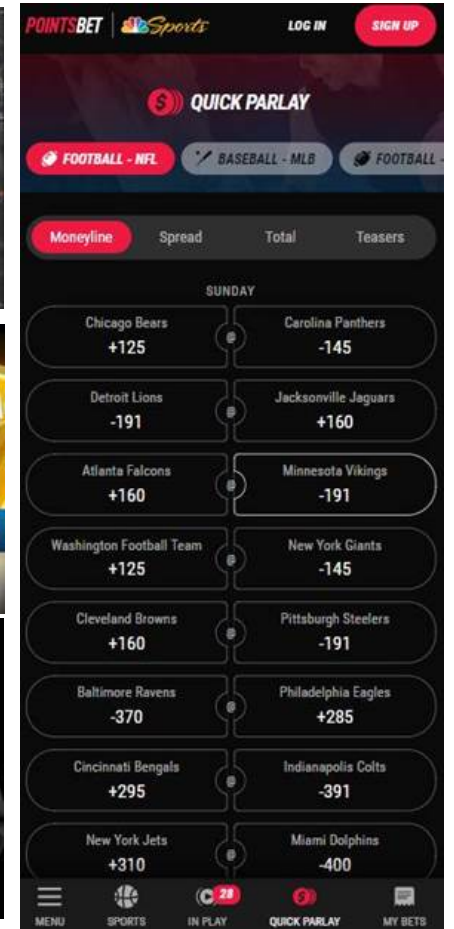 POINTSBET | NBC Sports LOG IN SIGN UP
QUICK PARLAY
FOOTBALL - NFL BASEBALL - MLB FOOTBALL -
Moneyline Spread Total Teasers
SUNDAY
Chicago Bears @ Carolina Panthers
+125 -145
Detroit Lions @ Jacksonville Jaguars
-191 +160
Atlanta Falcons @ Minnesota Vikings
+160 -191
Washington Football Team @ New York Giants
+125 -145
Cleveland Browns @ Pittsburgh Steelers
+160 -191
Baltimore Ravens @ Philadelphia Eagles
-370 +285
Cincinnati Bengals @ Indianapolis Colts
+295 -391
New York Jets @ Miami Dolphins
+310 -400
28
MENU SPORTS IN PLAY QUICK PARLAY MY BETS